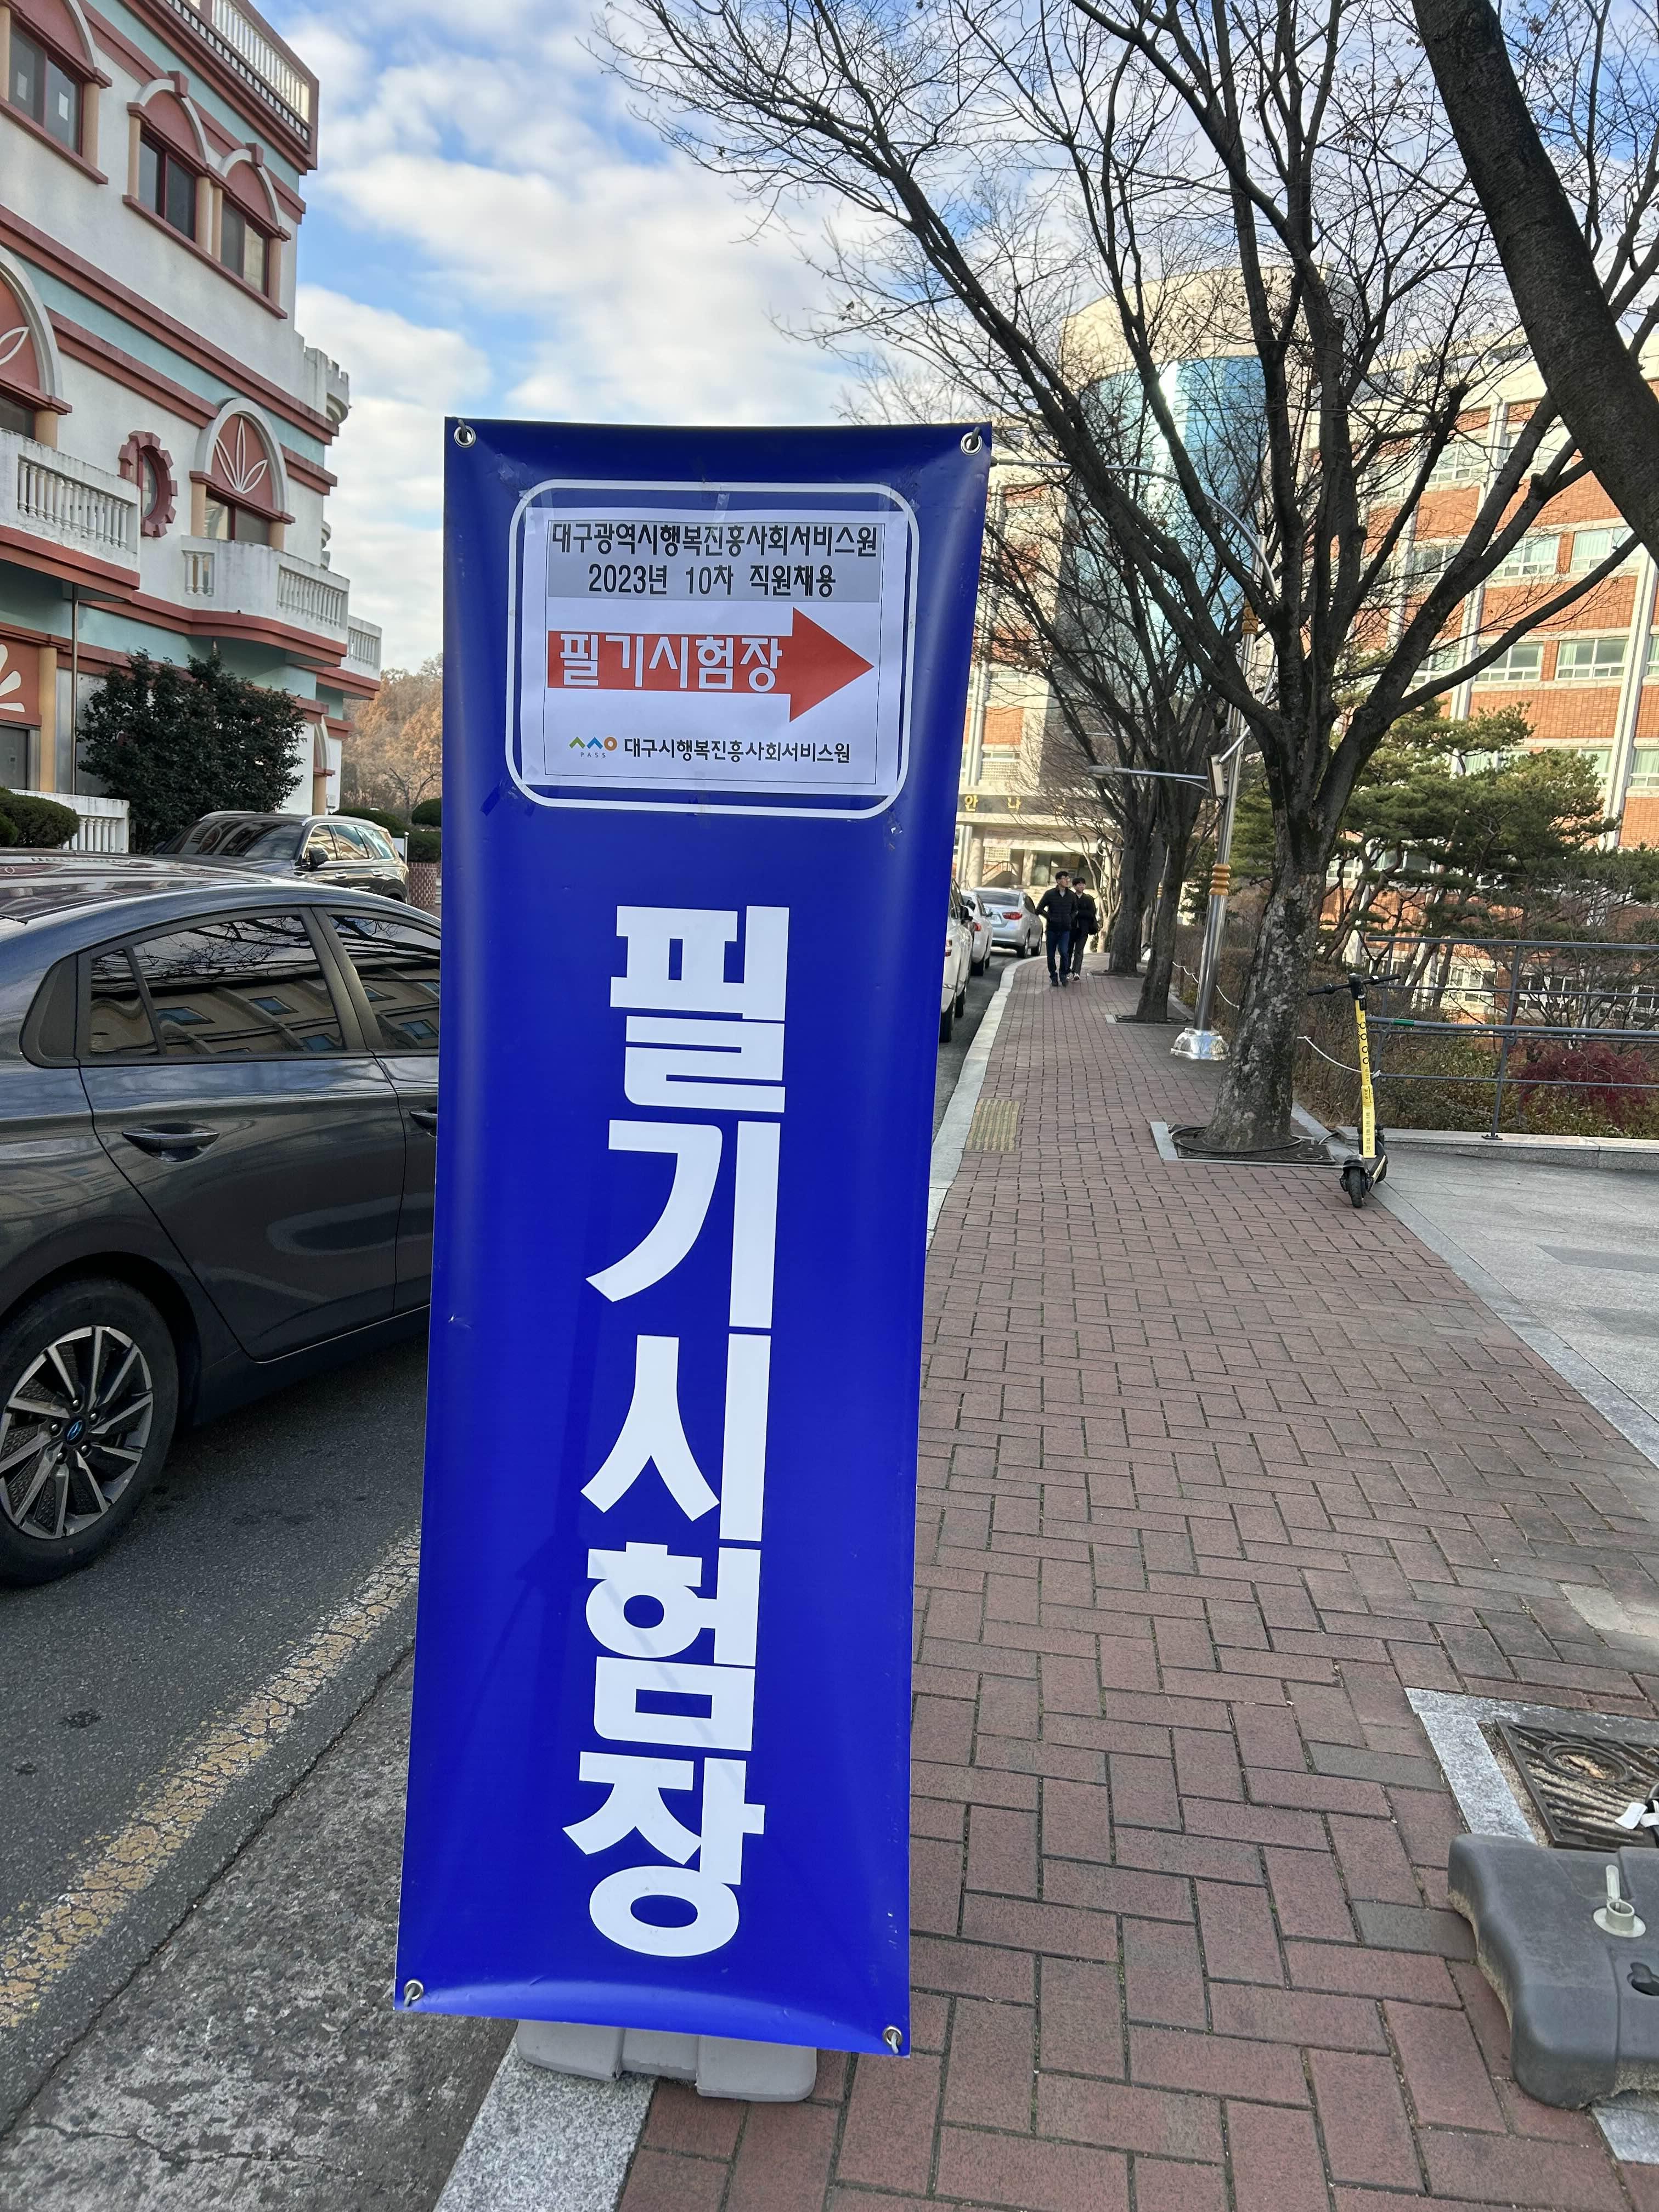 대구광역시행복진흥사회서비스원
2023년 10차 직원채용
필기시험장
PASS
대구시행복진흥사회서비스원
필기시험장
안 나